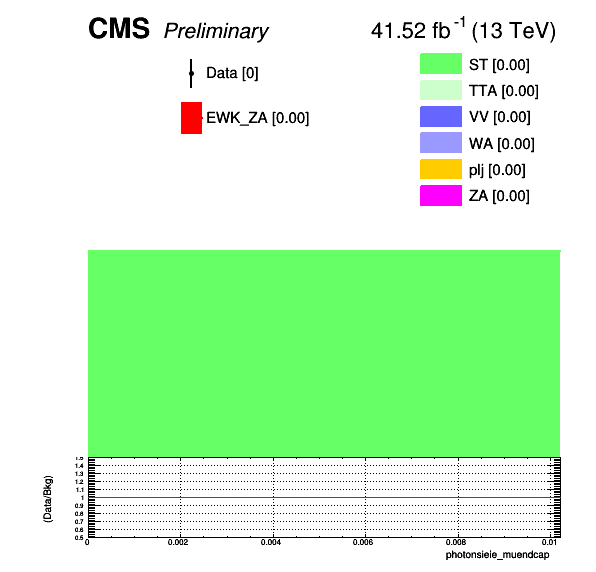 CMS Preliminary 41.52 fb⁻¹ (13 TeV)
Data [0]
EWK_ZA [0.00]
ST [0.00]
TTA [0.00]
VV [0.00]
WA [0.00]
plj [0.00]
ZA [0.00]
(Data/Bkg)
1.5
1.4
1.3
1.2
1.1
1
0.9
0.8
0.7
0.6
0.5
0 0.002 0.004 0.006 0.008 0.01
photonsieie_muendcap